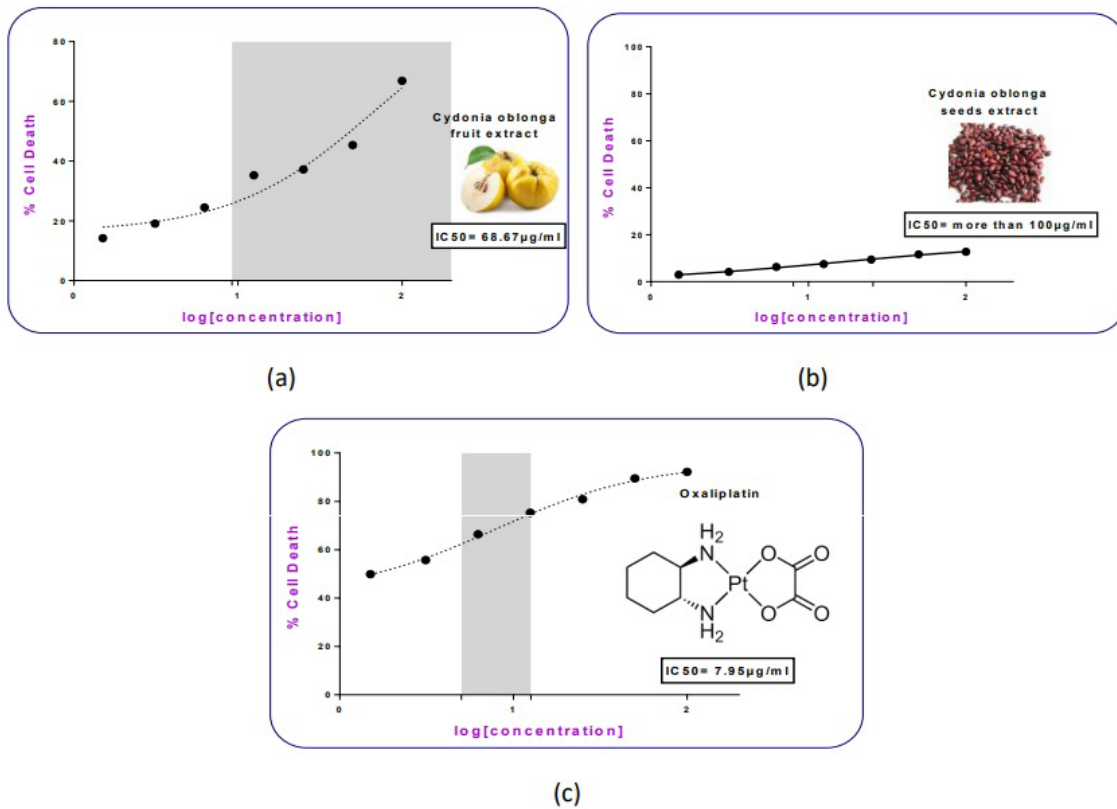 80
60
40
20
0
0
1
2
% Cell Death
log[concentration]
Cydonia oblonga
fruit extract
IC50= 68.67µg/ml
(a)
100
80
60
40
20
0
0
1
2
% Cell Death
log[concentration]
Cydonia oblonga
seeds extract
IC50= more than 100µg/ml
(b)
100
80
60
40
20
0
0
1
2
% Cell Death
log[concentration]
Oxaliplatin
H2
N
O
O
Pt
N
O
O
H2
IC50= 7.95µg/ml
(c)